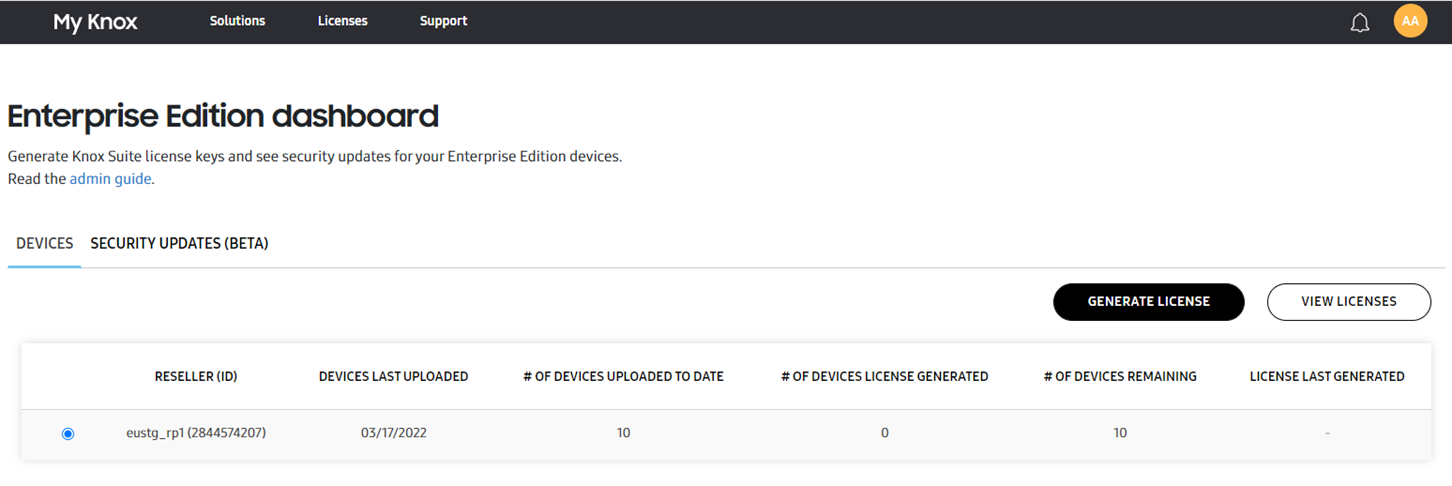 My Knox Solutions Licenses Support AA
Enterprise Edition dashboard
Generate Knox Suite license keys and see security updates for your Enterprise Edition devices.
Read the admin guide.
DEVICES SECURITY UPDATES (BETA)
GENERATE LICENSE VIEW LICENSES
RESELLER (ID) DEVICES LAST UPLOADED # OF DEVICES UPLOADED TO DATE # OF DEVICES LICENSE GENERATED # OF DEVICES REMAINING LICENSE LAST GENERATED
eustg_rp1 (2844574207) 03/17/2022 10 0 10 -